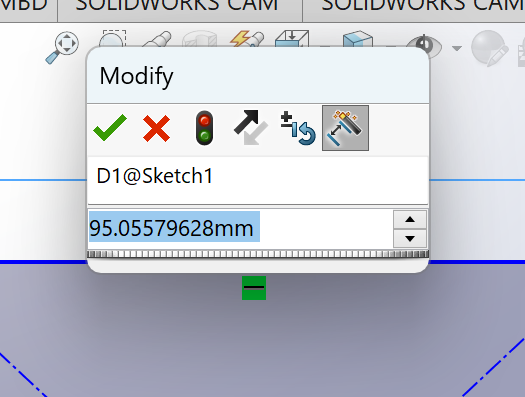 MBD
SOLIDWORKS CAM
SOLIDWORKS CAM
Modify
D1@Sketch1
95.05579628mm